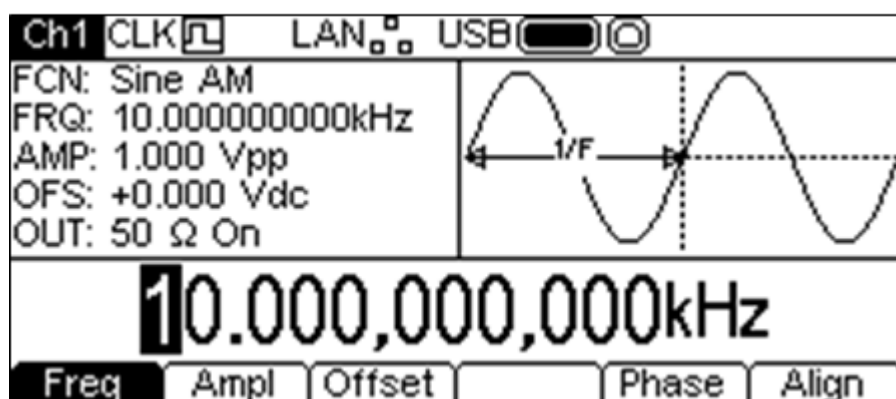 Ch1 CLK LAN USB
FCN: Sine AM
FRQ: 10.000000000kHz
AMP: 1.000 Vpp
OFS: +0.000 Vdc
OUT: 50 Ω On
1/F
10.000,000,000kHz
Freq Ampl Offset Phase Align